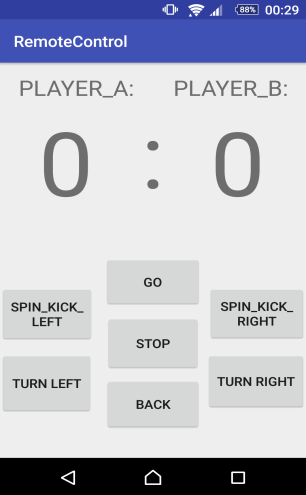 88% 00:29
RemoteControl
PLAYER_A: PLAYER_B:
0 : 0
GO
SPIN_KICK_
LEFT
SPIN_KICK_
RIGHT
STOP
TURN LEFT
TURN RIGHT
BACK